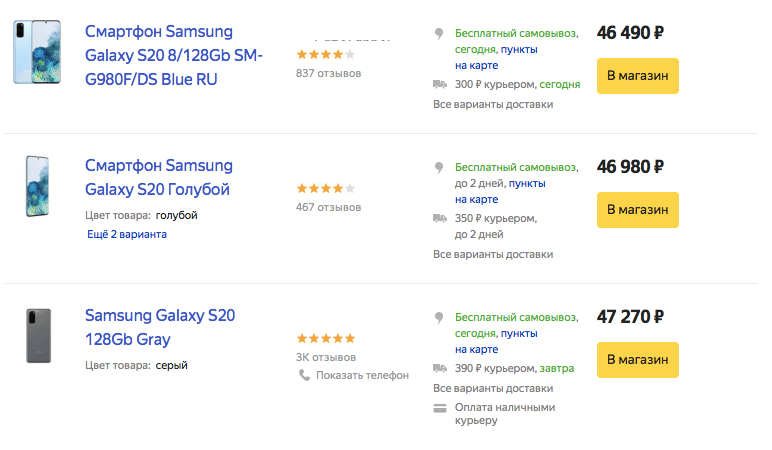 Смартфон Samsung
Galaxy S20 8/128Gb SM-
G980F/DS Blue RU
837 отзывов
Бесплатный самовывоз,
сегодня, пункты
на карте
300 ₽ курьером, сегодня
Все варианты доставки
46 490 ₽
В магазин
Смартфон Samsung
Galaxy S20 Голубой
Цвет товара: голубой
Ещё 2 варианта
467 отзывов
Бесплатный самовывоз,
до 2 дней, пункты
на карте
350 ₽ курьером,
до 2 дней
Все варианты доставки
46 980 ₽
В магазин
Samsung Galaxy S20
128Gb Gray
Цвет товара: серый
3K отзывов
Показать телефон
Бесплатный самовывоз,
сегодня, пункты
на карте
390 ₽ курьером, завтра
Все варианты доставки
Оплата наличными
курьеру
47 270 ₽
В магазин